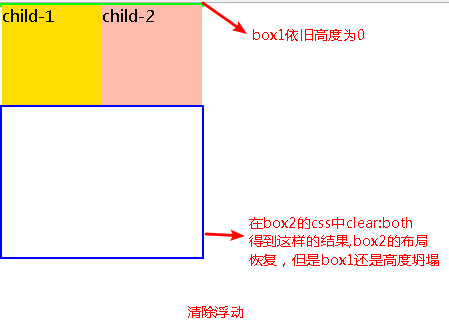 child-1 child-2
box1依旧高度为0
在box2的css中clear:both
得到这样的结果,box2的布局
恢复，但是box1还是高度坍塌
清除浮动